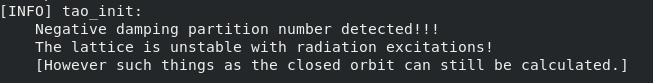 [INFO] tao_init:
    Negative damping partition number detected!!!
    The lattice is unstable with radiation excitations!
    [However such things as the closed orbit can still be calculated.]